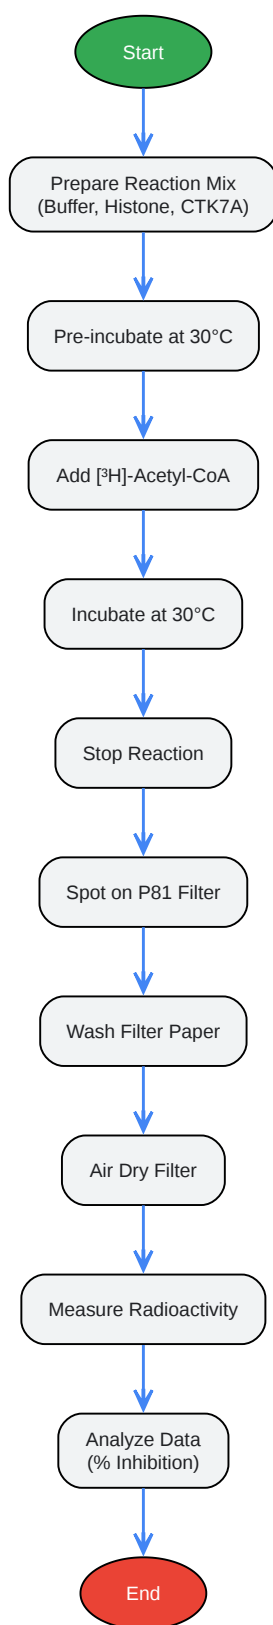 Start
Prepare Reaction Mix
(Buffer, Histone, CTK7A)
Pre-incubate at 30°C
Add [³H]-Acetyl-CoA
Incubate at 30°C
Stop Reaction
Spot on P81 Filter
Wash Filter Paper
Air Dry Filter
Measure Radioactivity
Analyze Data
(% Inhibition)
End